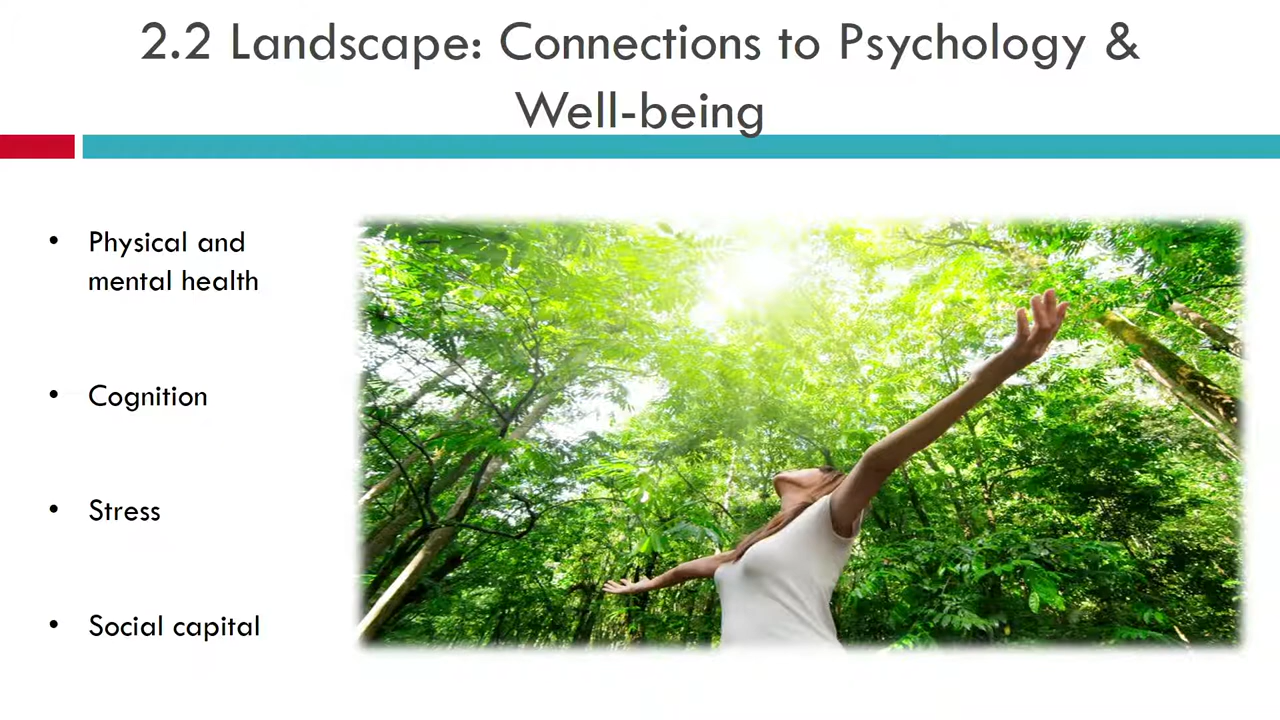 2.2 Landscape: Connections to Psychology &
Well-being
• Physical and
mental health
• Cognition
• Stress
• Social capital